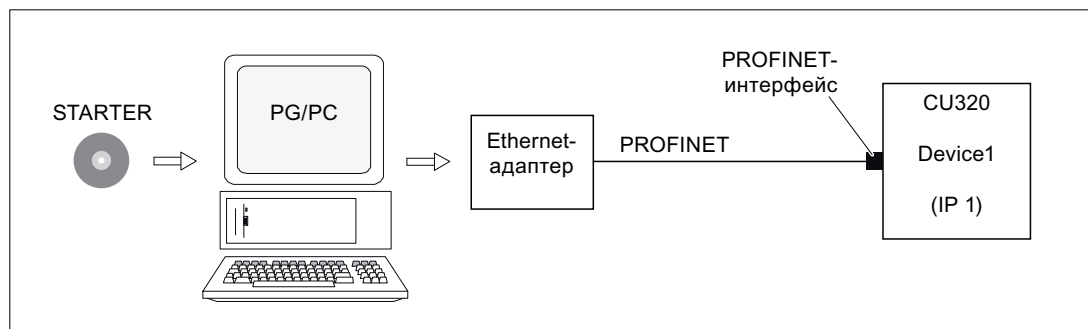 STARTER
PG/PC
Ethernet-
адаптер
PROFINET
PROFINET-
интерфейс
CU320
Device1
(IP 1)